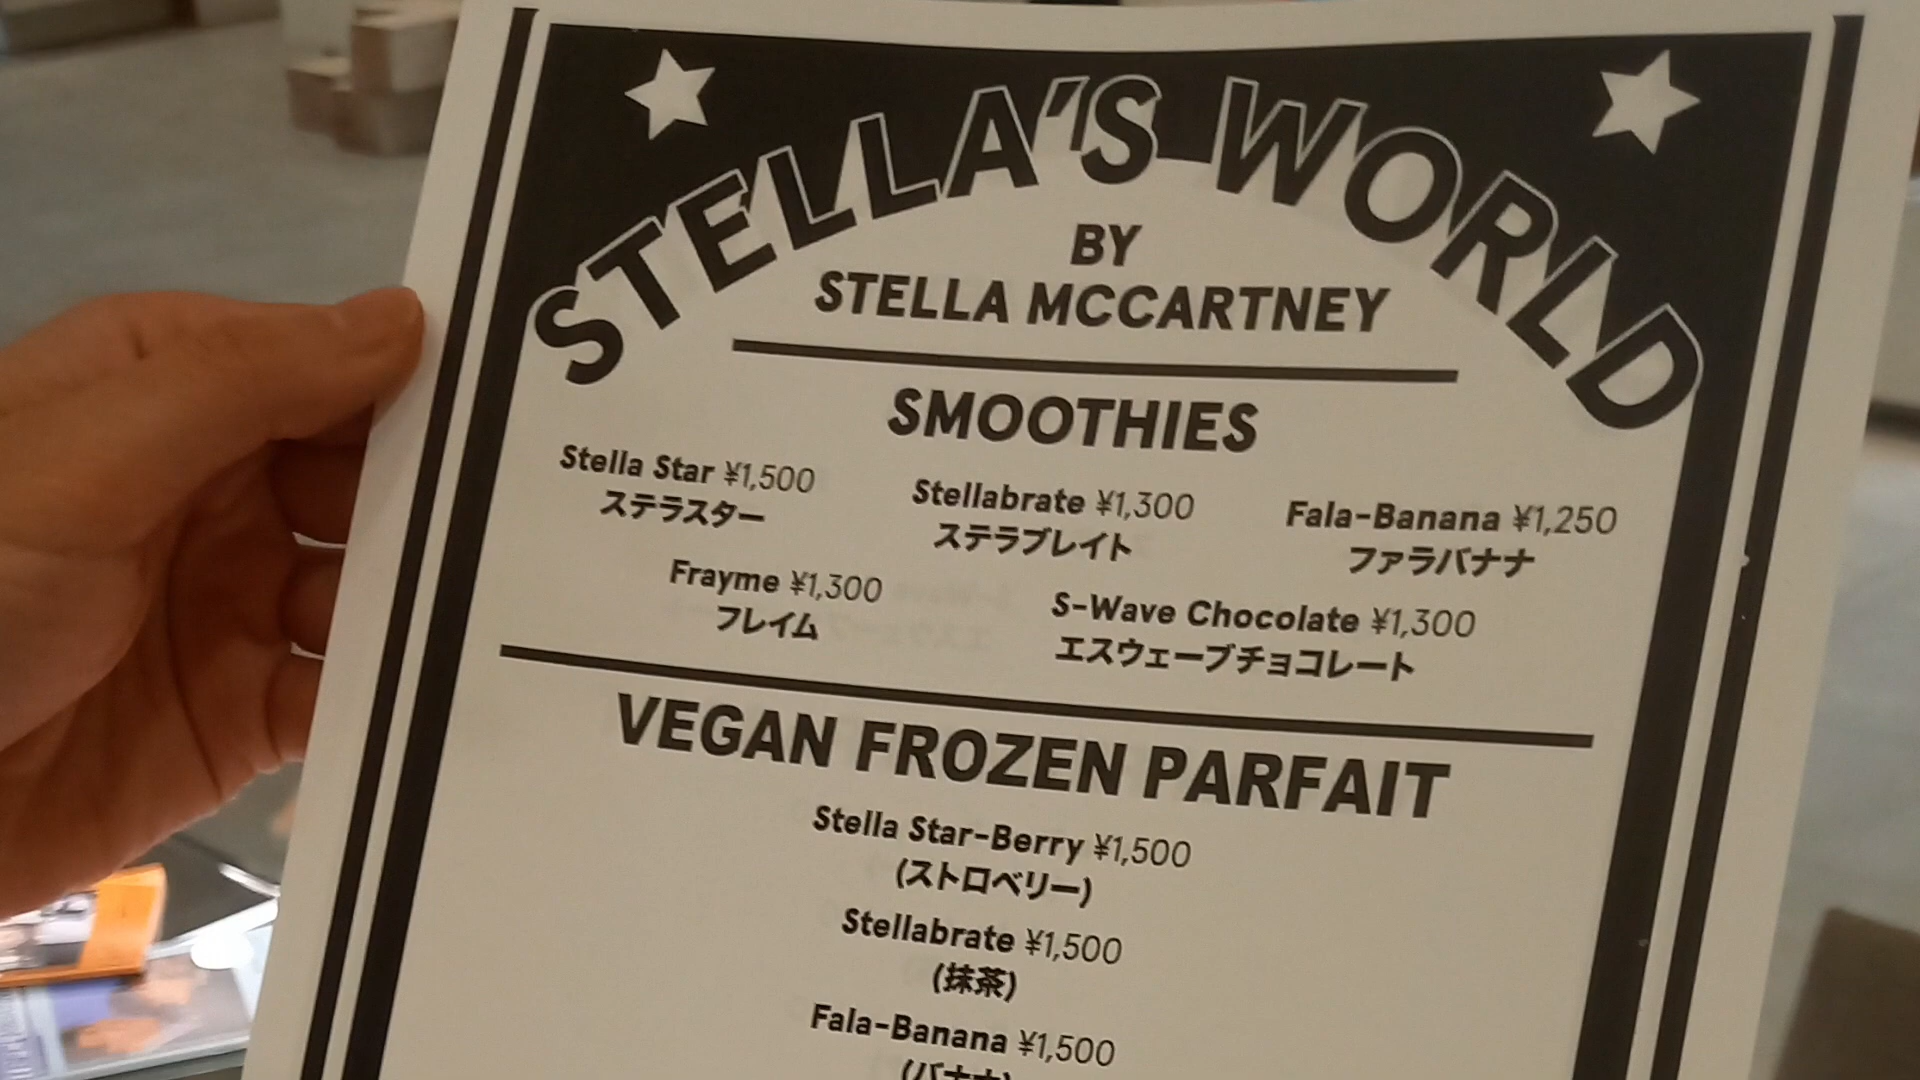 STELLA'S WORLD
BY
STELLA MCCARTNEY
SMOOTHIES
Stella Star ¥1,500
ステラスター
Stellabrate ¥1,300
ステラブレイト
Fala-Banana ¥1,250
ファラバナナ
Frayme ¥1,300
フレイム
S-Wave Chocolate ¥1,300
エスウェーブチョコレート
VEGAN FROZEN PARFAIT
Stella Star-Berry ¥1,500
(ストロベリー)
Stellabrate ¥1,500
(抹茶)
Fala-Banana ¥1,500
(バナナ)